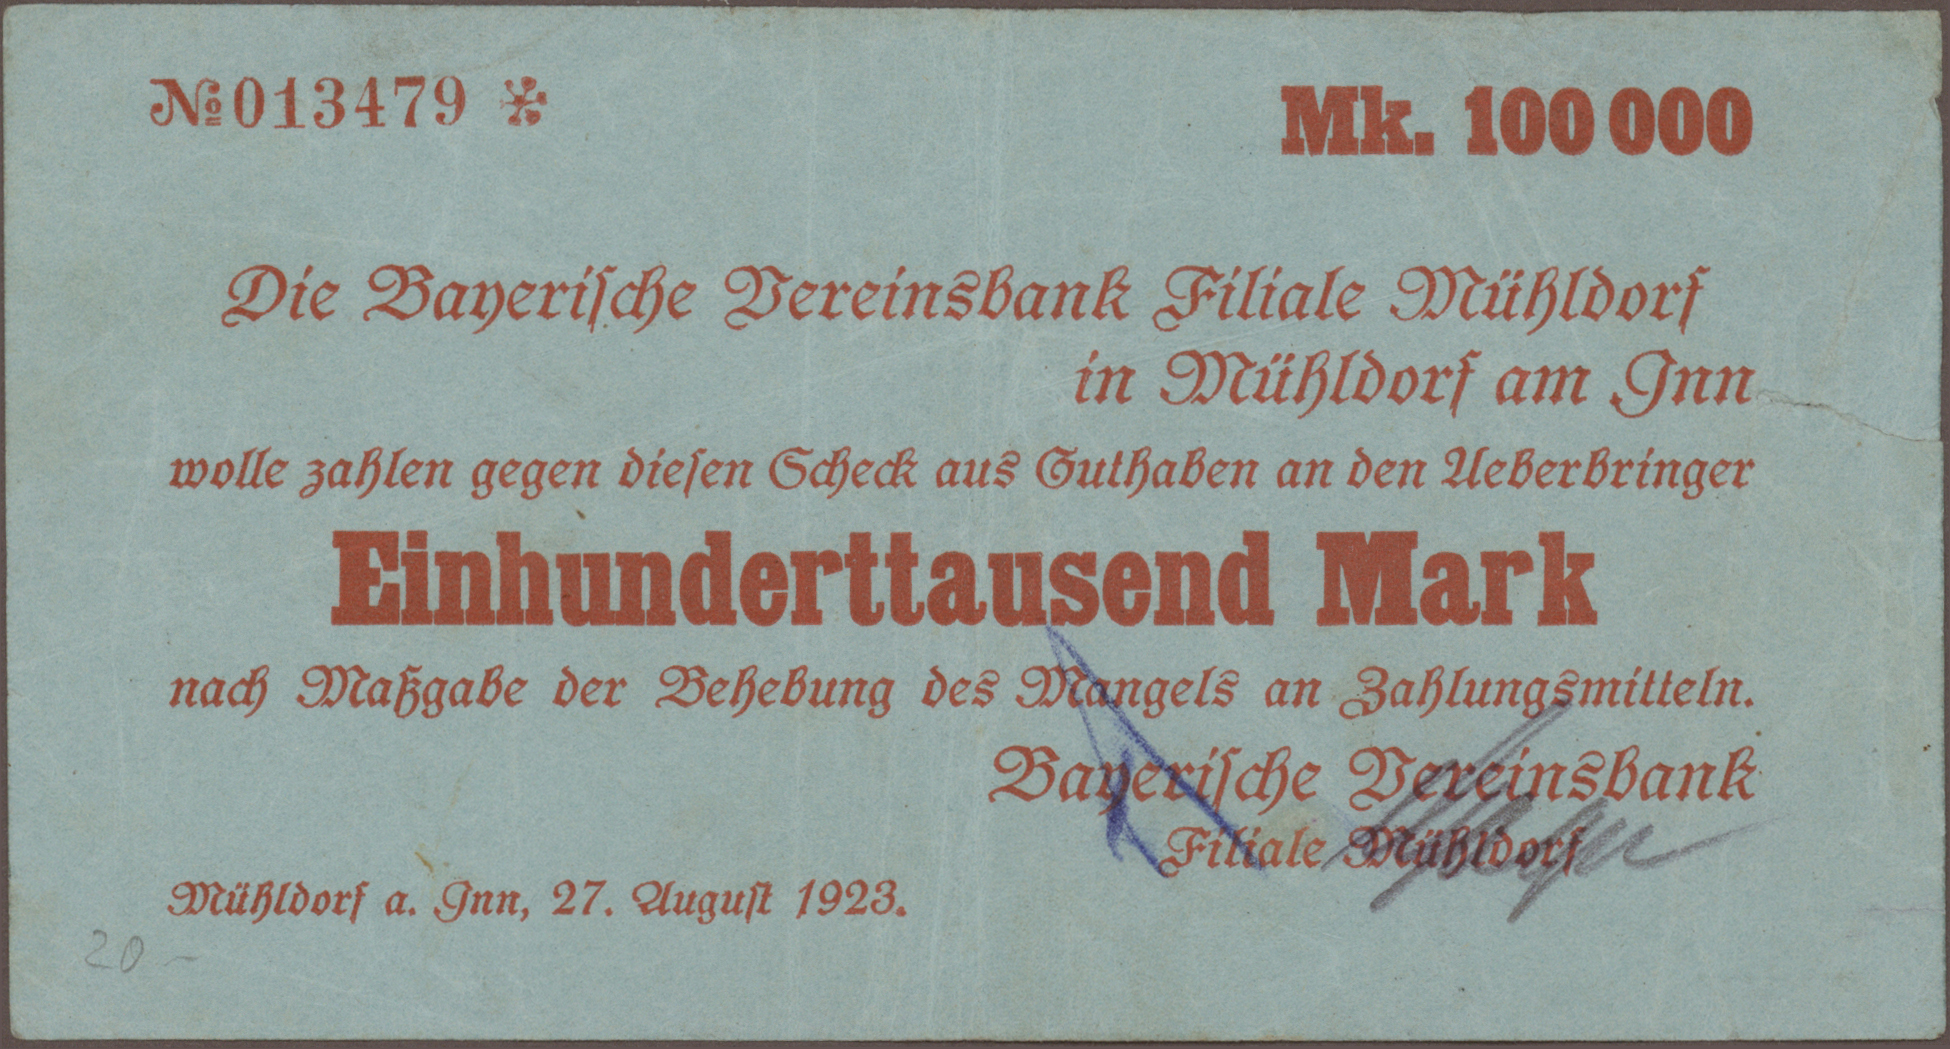 № 013479 *
Mk. 100 000
Die Bayeriſche Vereinsbank Filiale Mühldorf
in Mühldorf am Inn
wolle zahlen gegen dieſen Scheck aus Guthaben an den Ueberbringer
Einhunderttausend Mark
nach Maßgabe der Behebung des Mangels an Zahlungsmitteln.
Bayeriſche Vereinsbank
Filiale Mühldorf
Mühldorf a. Inn, 27. Auguſt 1923.
20 -